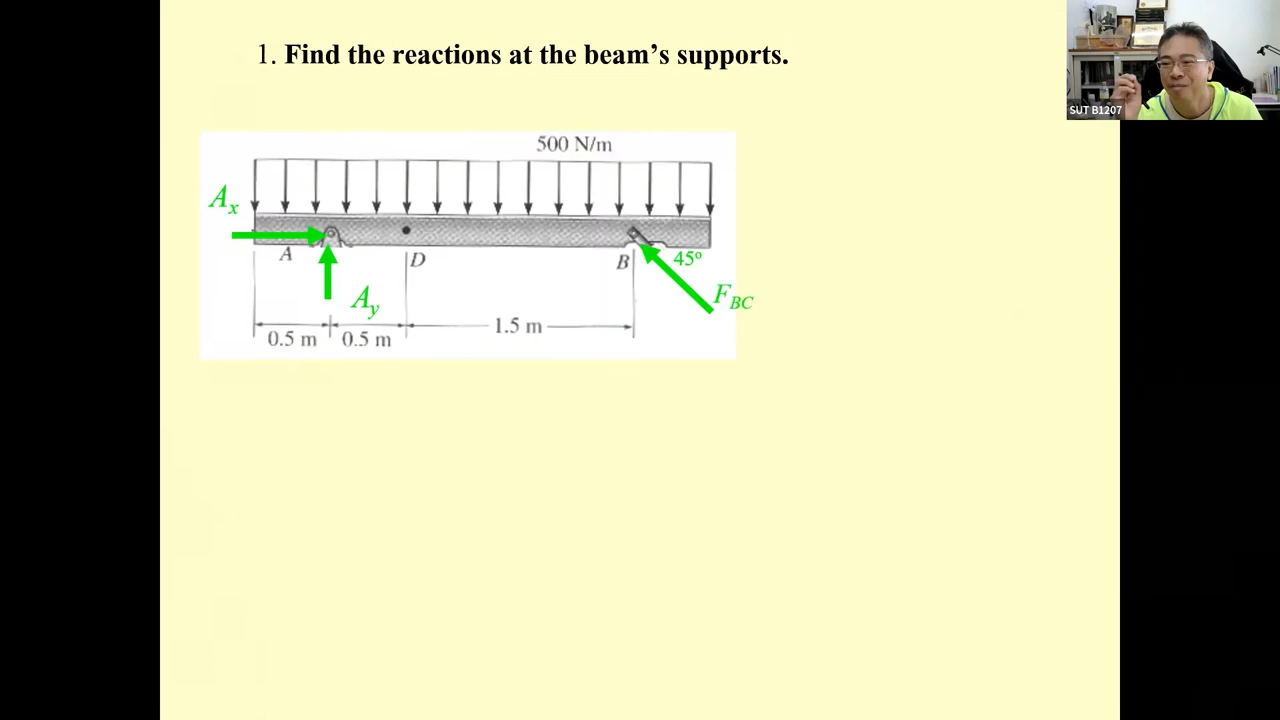 1. Find the reactions at the beam's supports.
SUT B1207
500 N/m
Ax
A
D
B
45°
Ay
FBC
0.5 m
0.5 m
1.5 m